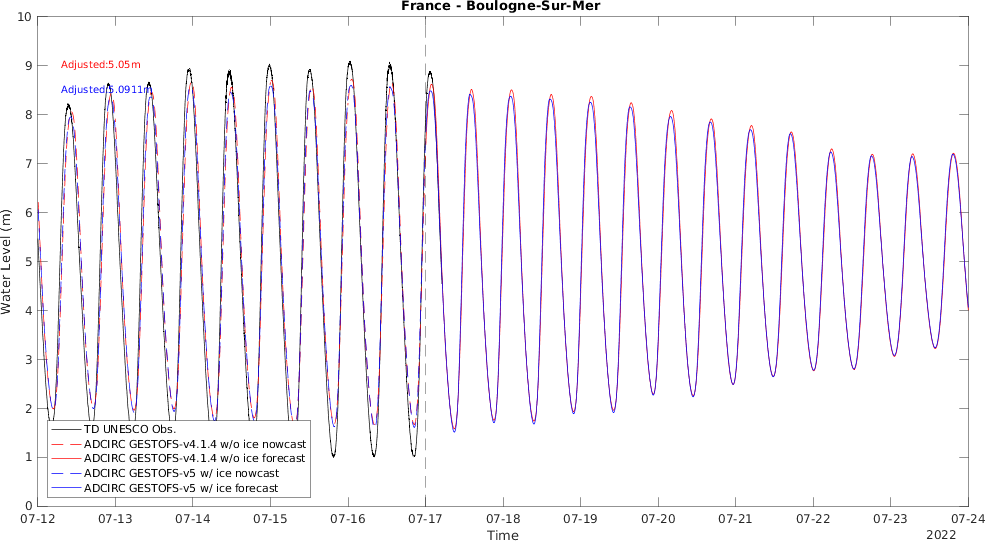 France - Boulogne-Sur-Mer
10
9
8
7
6
5
4
3
2
1
0
Water Level (m)
Adjusted:5.05m
Adjusted:5.0911m
TD UNESCO Obs.
ADCIRC GESTOFS-v4.1.4 w/o ice nowcast
ADCIRC GESTOFS-v4.1.4 w/o ice forecast
ADCIRC GESTOFS-v5 w/ ice nowcast
ADCIRC GESTOFS-v5 w/ ice forecast
07-12 07-13 07-14 07-15 07-16 07-17 07-18 07-19 07-20 07-21 07-22 07-23 07-24
Time
2022